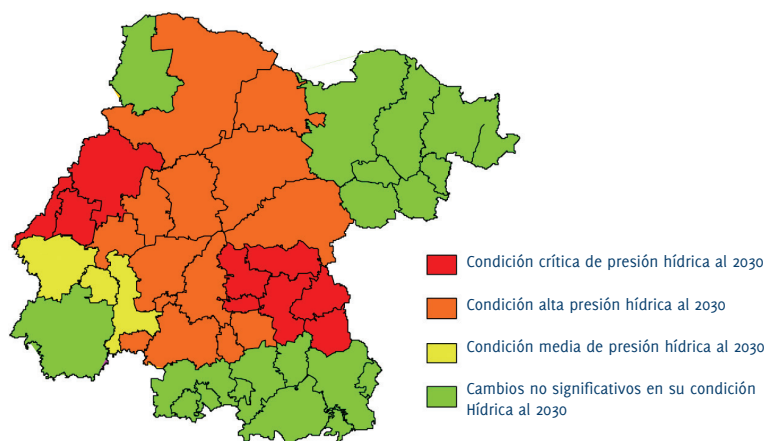 Condición crítica de presión hídrica al 2030
Condición alta presión hídrica al 2030
Condición media de presión hídrica al 2030
Cambios no significativos en su condición
Hídrica al 2030